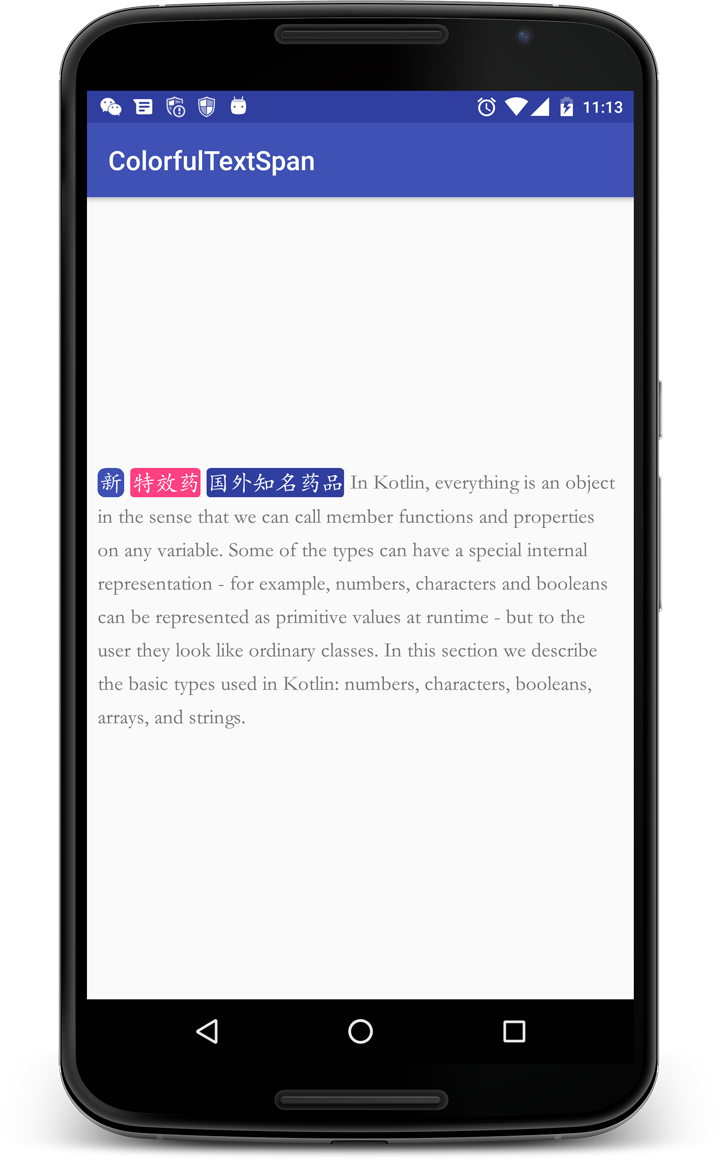 11:13
ColorfulTextSpan
新 特效药 国外知名药品 In Kotlin, everything is an object
in the sense that we can call member functions and properties
on any variable. Some of the types can have a special internal
representation - for example, numbers, characters and booleans
can be represented as primitive values at runtime - but to the
user they look like ordinary classes. In this section we describe
the basic types used in Kotlin: numbers, characters, booleans,
arrays, and strings.